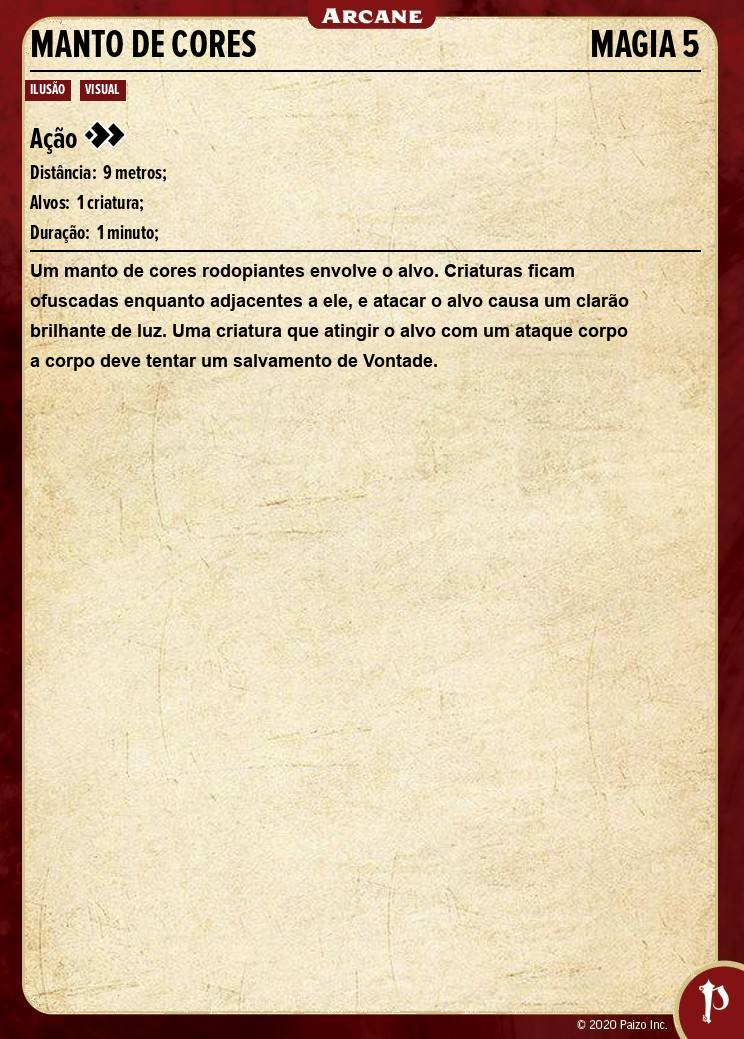 ARCANE
MANTO DE CORES MAGIA 5
ILUSÃO VISUAL
Ação
Distância: 9 metros;
Alvos: 1 criatura;
Duração: 1 minuto;
Um manto de cores rodopiantes envolve o alvo. Criaturas ficam
ofuscadas enquanto adjacentes a ele, e atacar o alvo causa um clarão
brilhante de luz. Uma criatura que atingir o alvo com um ataque corpo
a corpo deve tentar um salvamento de Vontade.
© 2020 Paizo Inc.
P